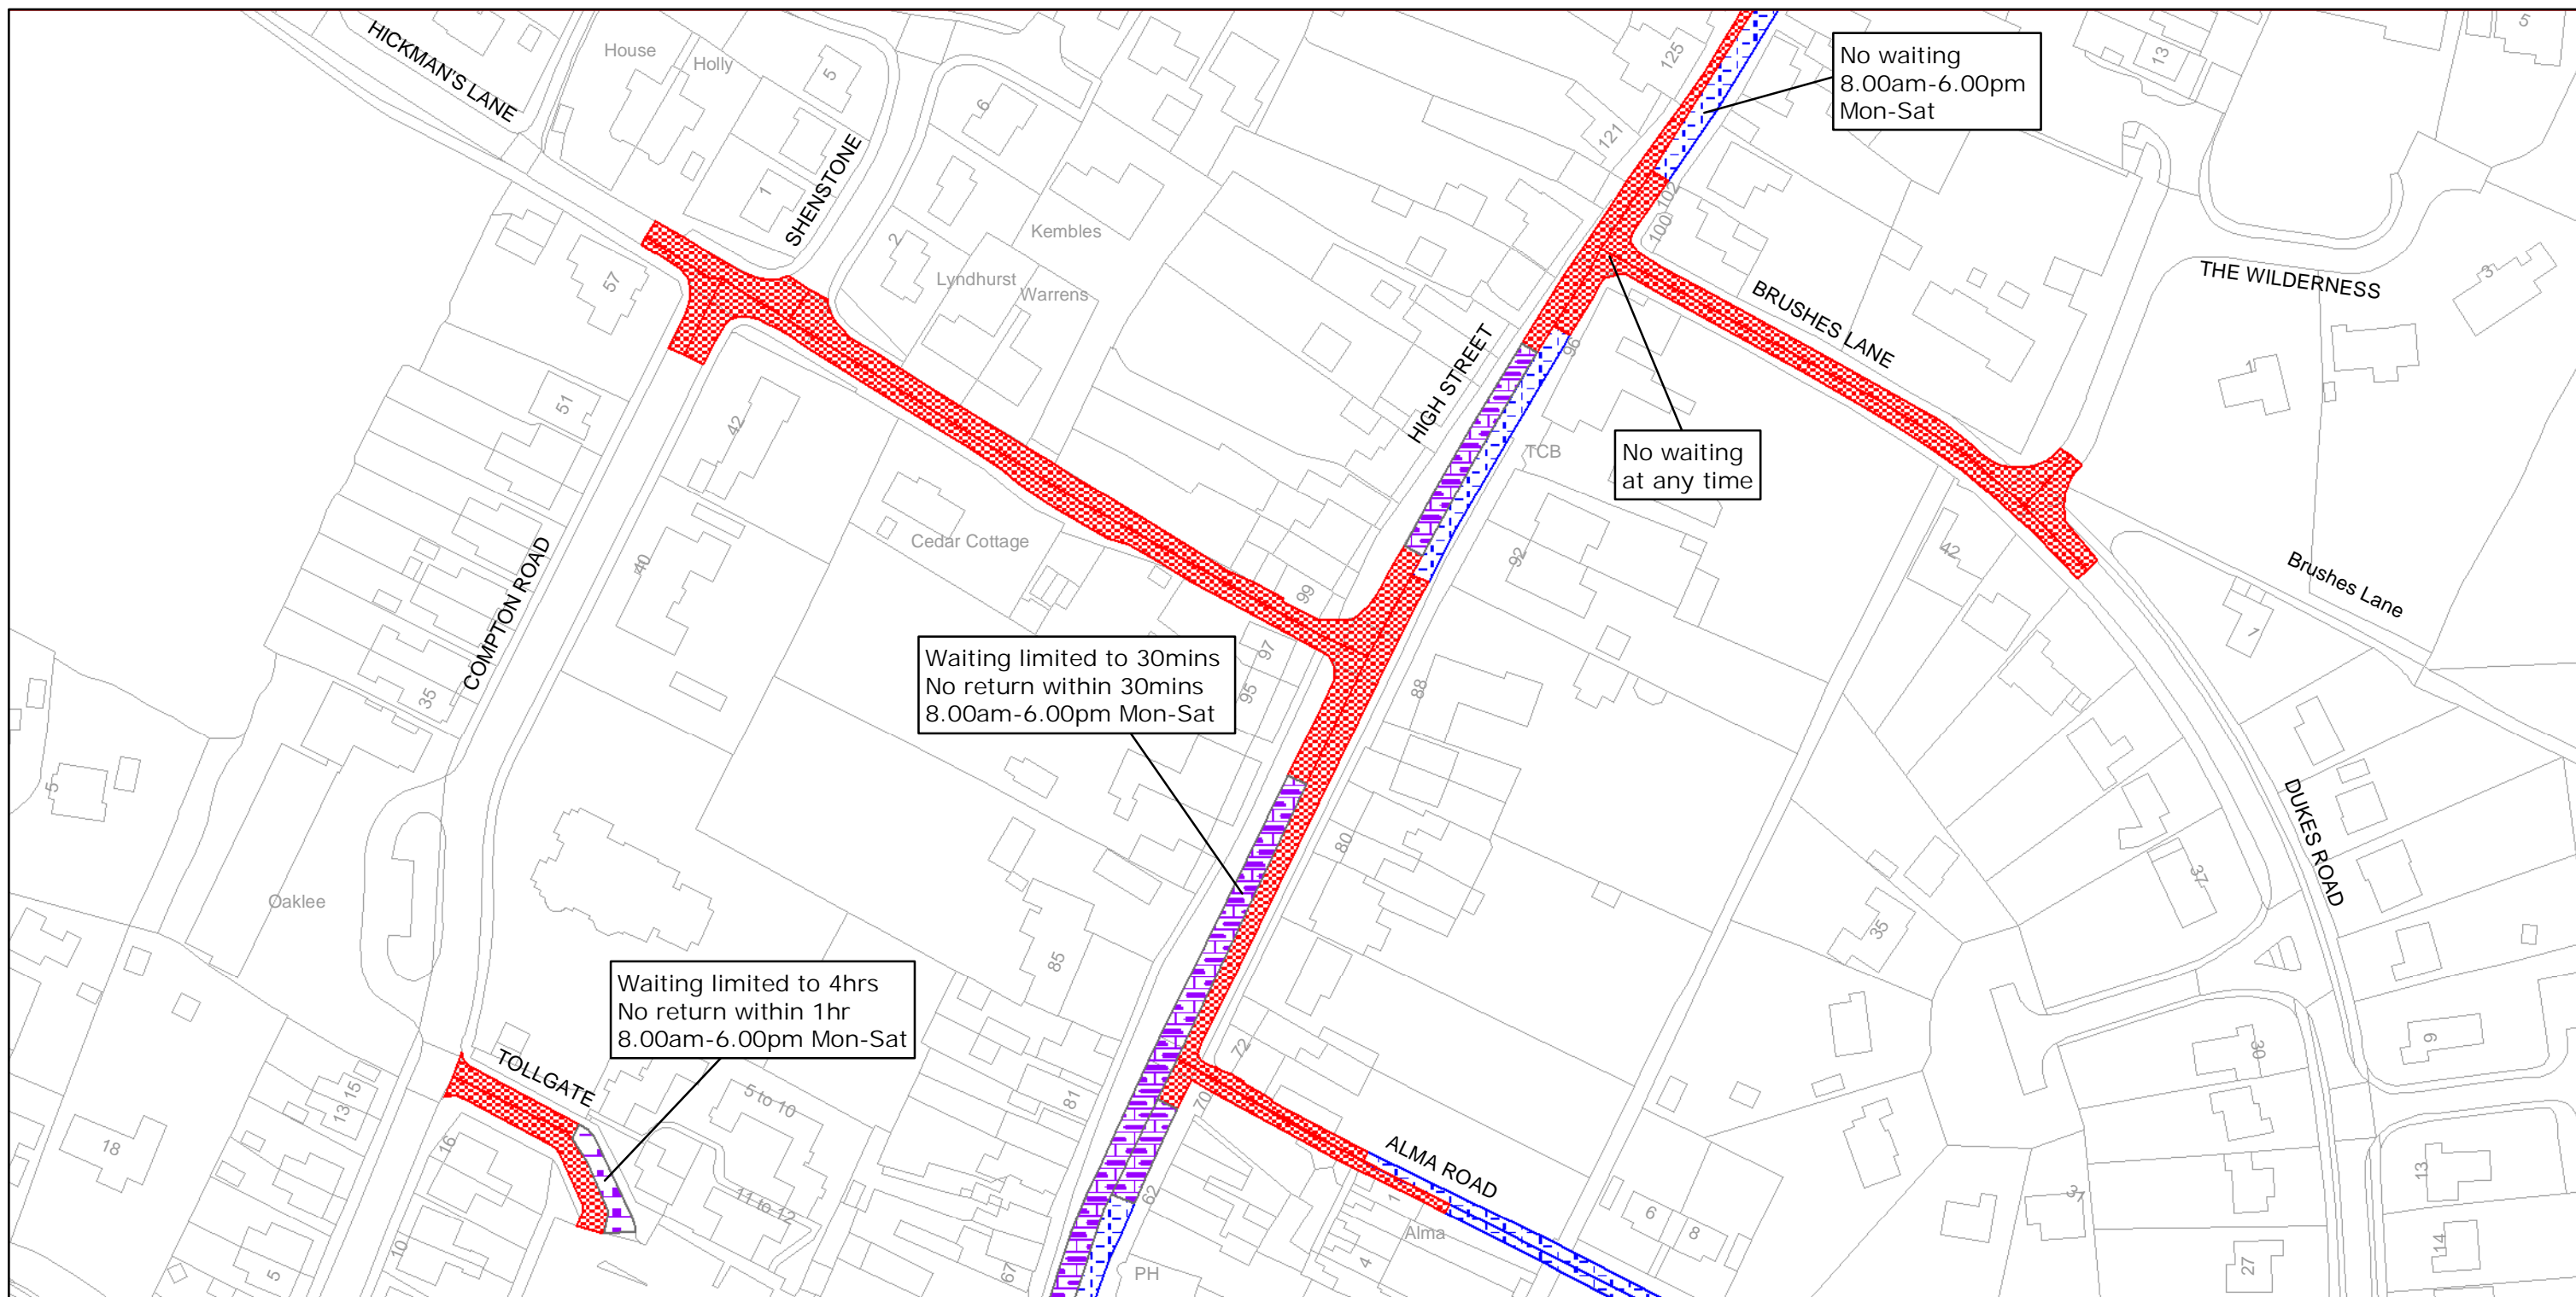 HICKMAN'S LANE
House
Holly
5
6
125
No waiting
8.00am-6.00pm
Mon-Sat
13
5
SHENSTONE
1
2
121
102
100
Kembles
Lyndhurst
Warrens
57
THE WILDERNESS
3
BRUSHES LANE
HIGH STREET
96
1
51
42
TCB
No waiting
at any time
COMPTON ROAD
40
Cedar Cottage
92
42
Brushes Lane
99
7
Waiting limited to 30mins
No return within 30mins
8.00am-6.00pm Mon-Sat
97
95
88
35
5
80
DUKES ROAD
37
Oaklee
85
35
Waiting limited to 4hrs
No return within 1hr
8.00am-6.00pm Mon-Sat
TOLLGATE
72
9
30
13 15
5 to 10
81
70
18
16
ALMA ROAD
11 to 12
62
1
6
8
Alma
31
13
10
5
67
PH
4
27
14